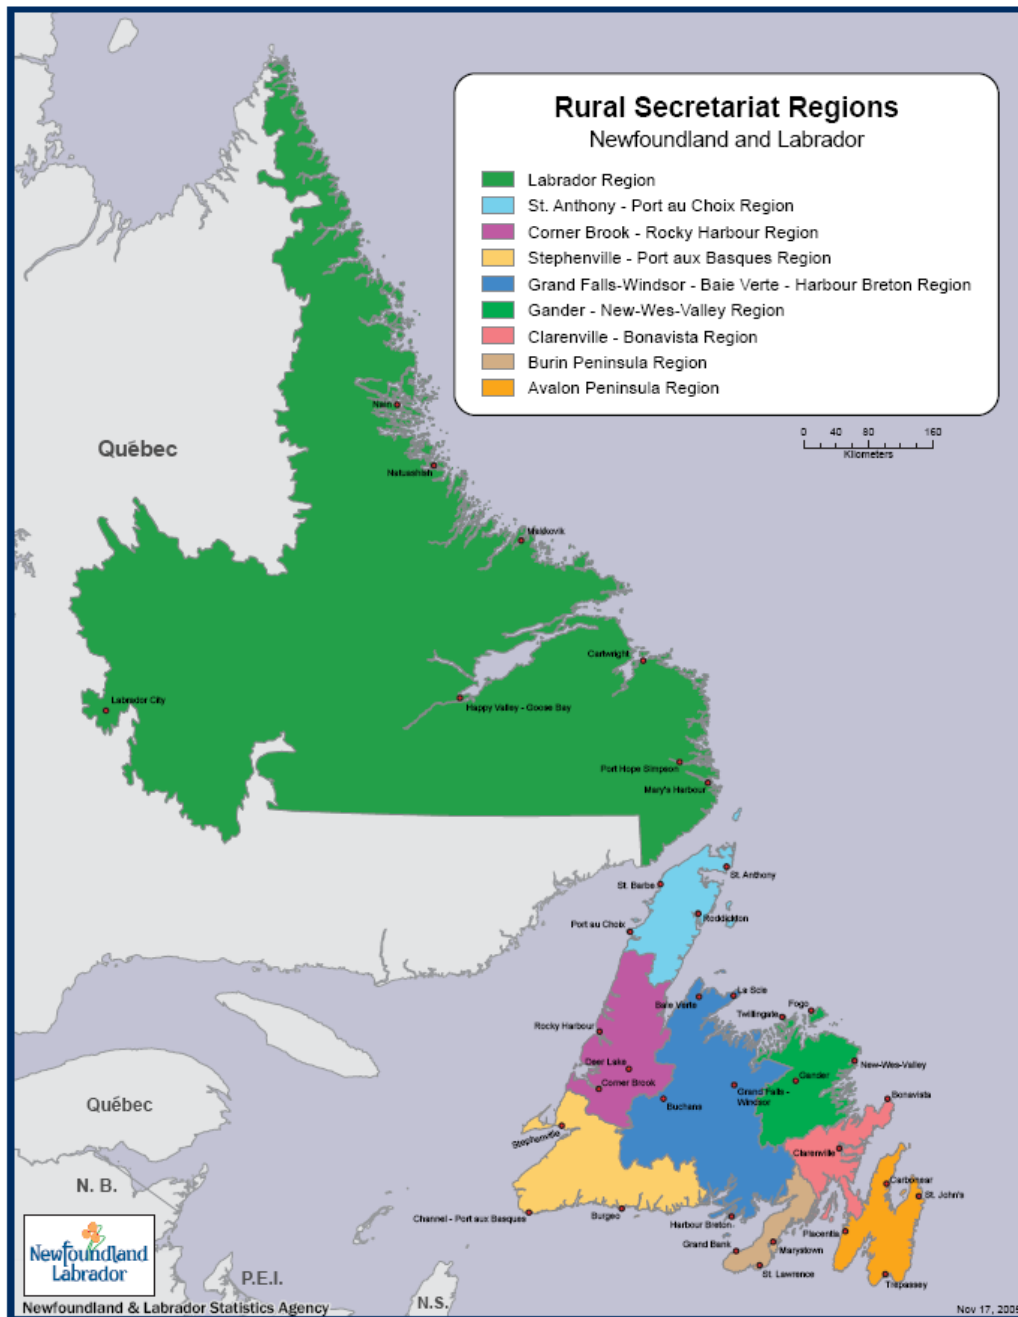 Rural Secretariat Regions
Newfoundland and Labrador
Labrador Region
St. Anthony - Port au Choix Region
Corner Brook - Rocky Harbour Region
Stephenville - Port aux Basques Region
Grand Falls-Windsor - Baie Verte - Harbour Breton Region
Gander - New-Wes-Valley Region
Clarenville - Bonavista Region
Burin Peninsula Region
Avalon Peninsula Region
0 40 80 160
Kilometers
Nain
Québec
Natuashish
Makkovik
Cartwright
Labrador City
Happy Valley - Goose Bay
Port Hope Simpson
Mary's Harbour
St. Anthony
St. Barbe
Roddickton
Port au Choix
La Scie
Baie Verte
Fogo
Twillingate
Rocky Harbour
Deer Lake
New-Wes-Valley
Gander
Corner Brook
Grand Falls -
Windsor
Bonavista
Buchans
Québec
Stephenville
Clarenville
N. B.
Carbonear
St. John's
Channel - Port aux Basques
Burgeo
Harbour Breton
Placentia
Grand Bank
Marystown
St. Lawrence
Trepassey
Newfoundland
Labrador
P.E.I.
N.S.
Newfoundland & Labrador Statistics Agency
Nov 17, 2005